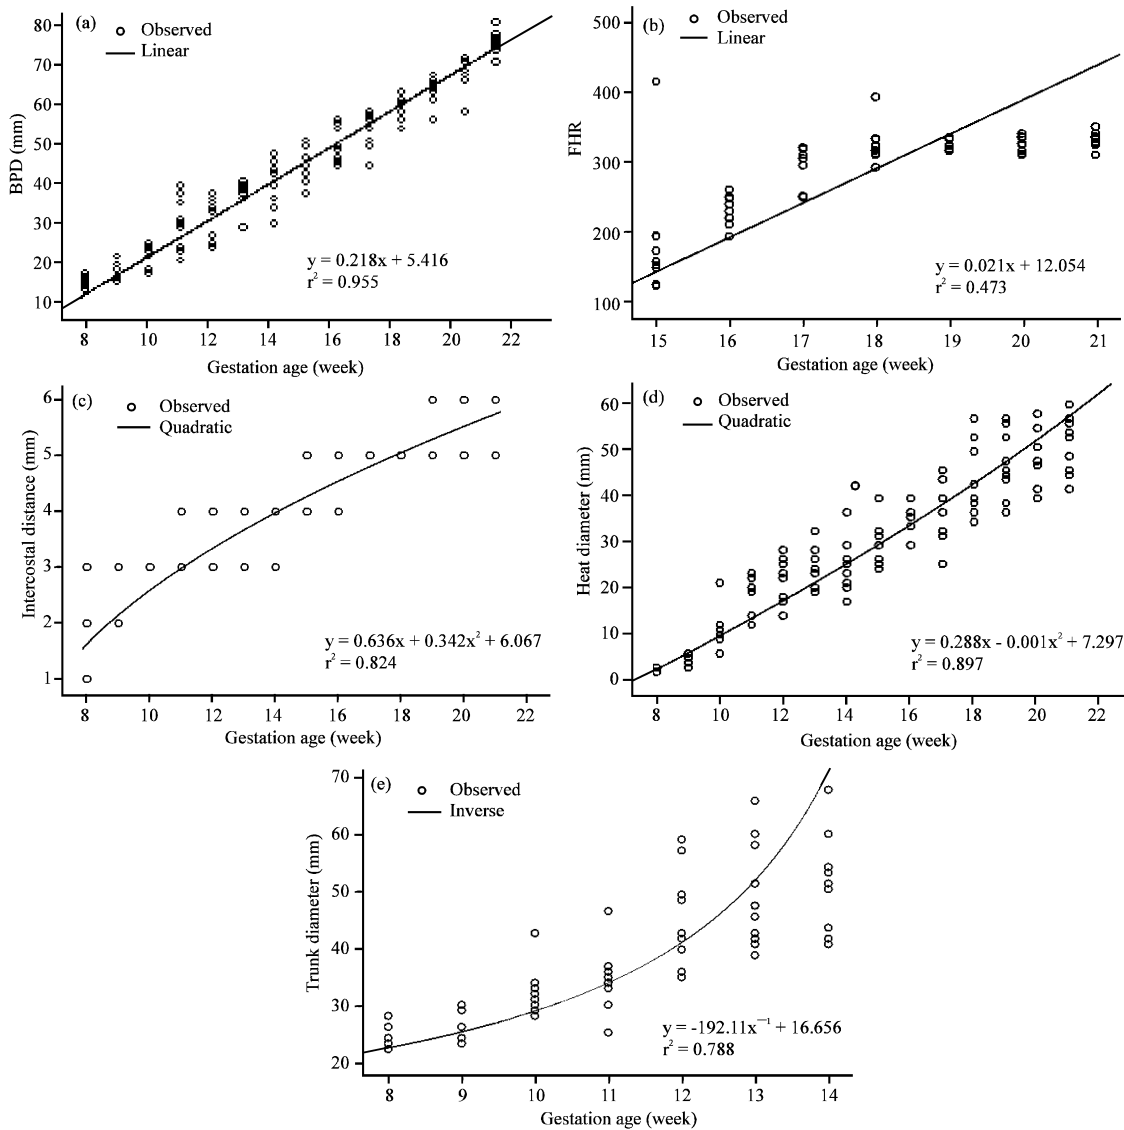 (a)
Observed
Linear
80
70
60
50
40
30
20
10
BPD (mm)
y = 0.218x + 5.416
r² = 0.955
8 10 12 14 16 18 20 22
Gestation age (week)
(b)
Observed
Linear
500
400
300
200
100
FHR
y = 0.021x + 12.054
r² = 0.473
15 16 17 18 19 20 21
Gestation age (week)
(c)
Observed
Quadratic
6
5
4
3
2
1
Intercostal distance (mm)
y = 0.636x + 0.342x² + 6.067
r² = 0.824
8 10 12 14 16 18 20 22
Gestation age (week)
(d)
Observed
Quadratic
60
50
40
30
20
10
0
Heat diameter (mm)
y = 0.288x - 0.001x² + 7.297
r² = 0.897
8 10 12 14 16 18 20 22
Gestation age (week)
(e)
Observed
Inverse
70
60
50
40
30
20
Trunk diameter (mm)
y = -192.11x⁻¹ + 16.656
r² = 0.788
8 9 10 11 12 13 14
Gestation age (week)